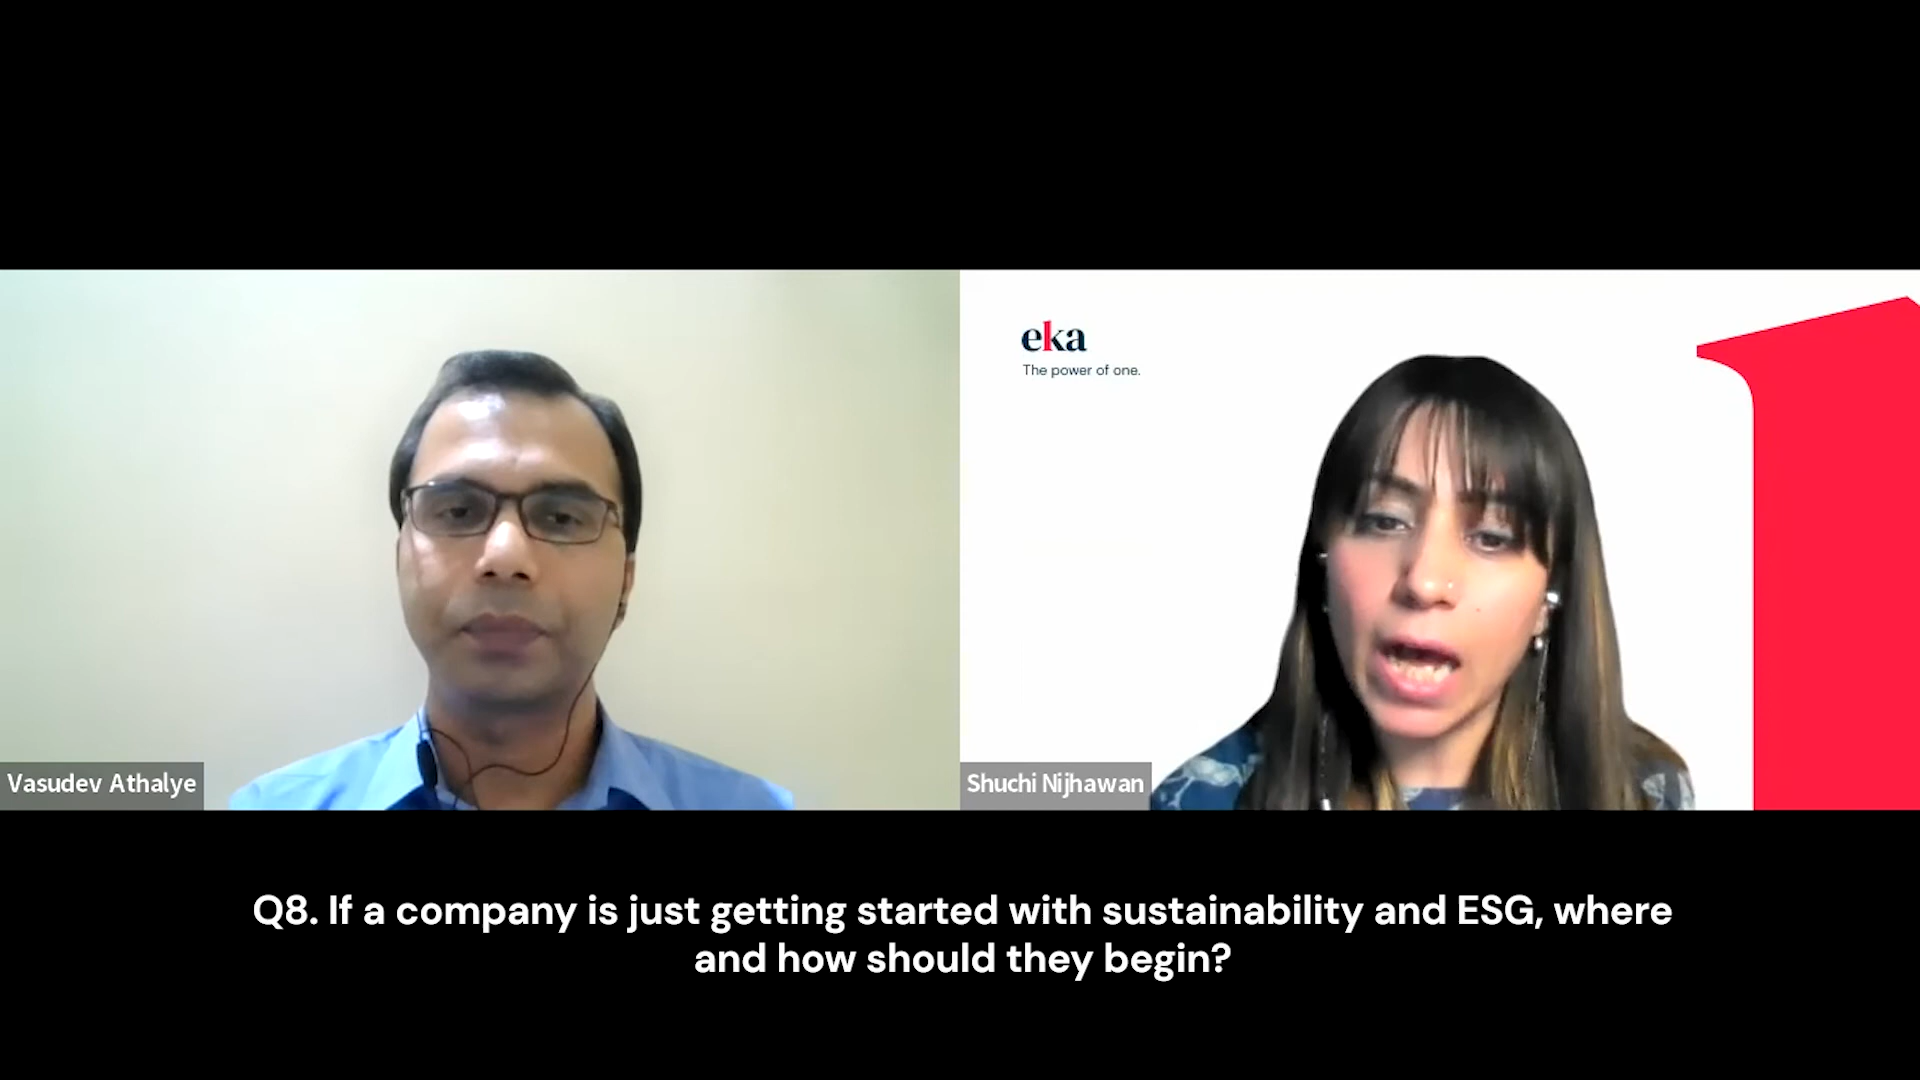 eka
The power of one.
Vasudev Athalye
Shuchi Nijhawan
Q8. If a company is just getting started with sustainability and ESG, where
and how should they begin?